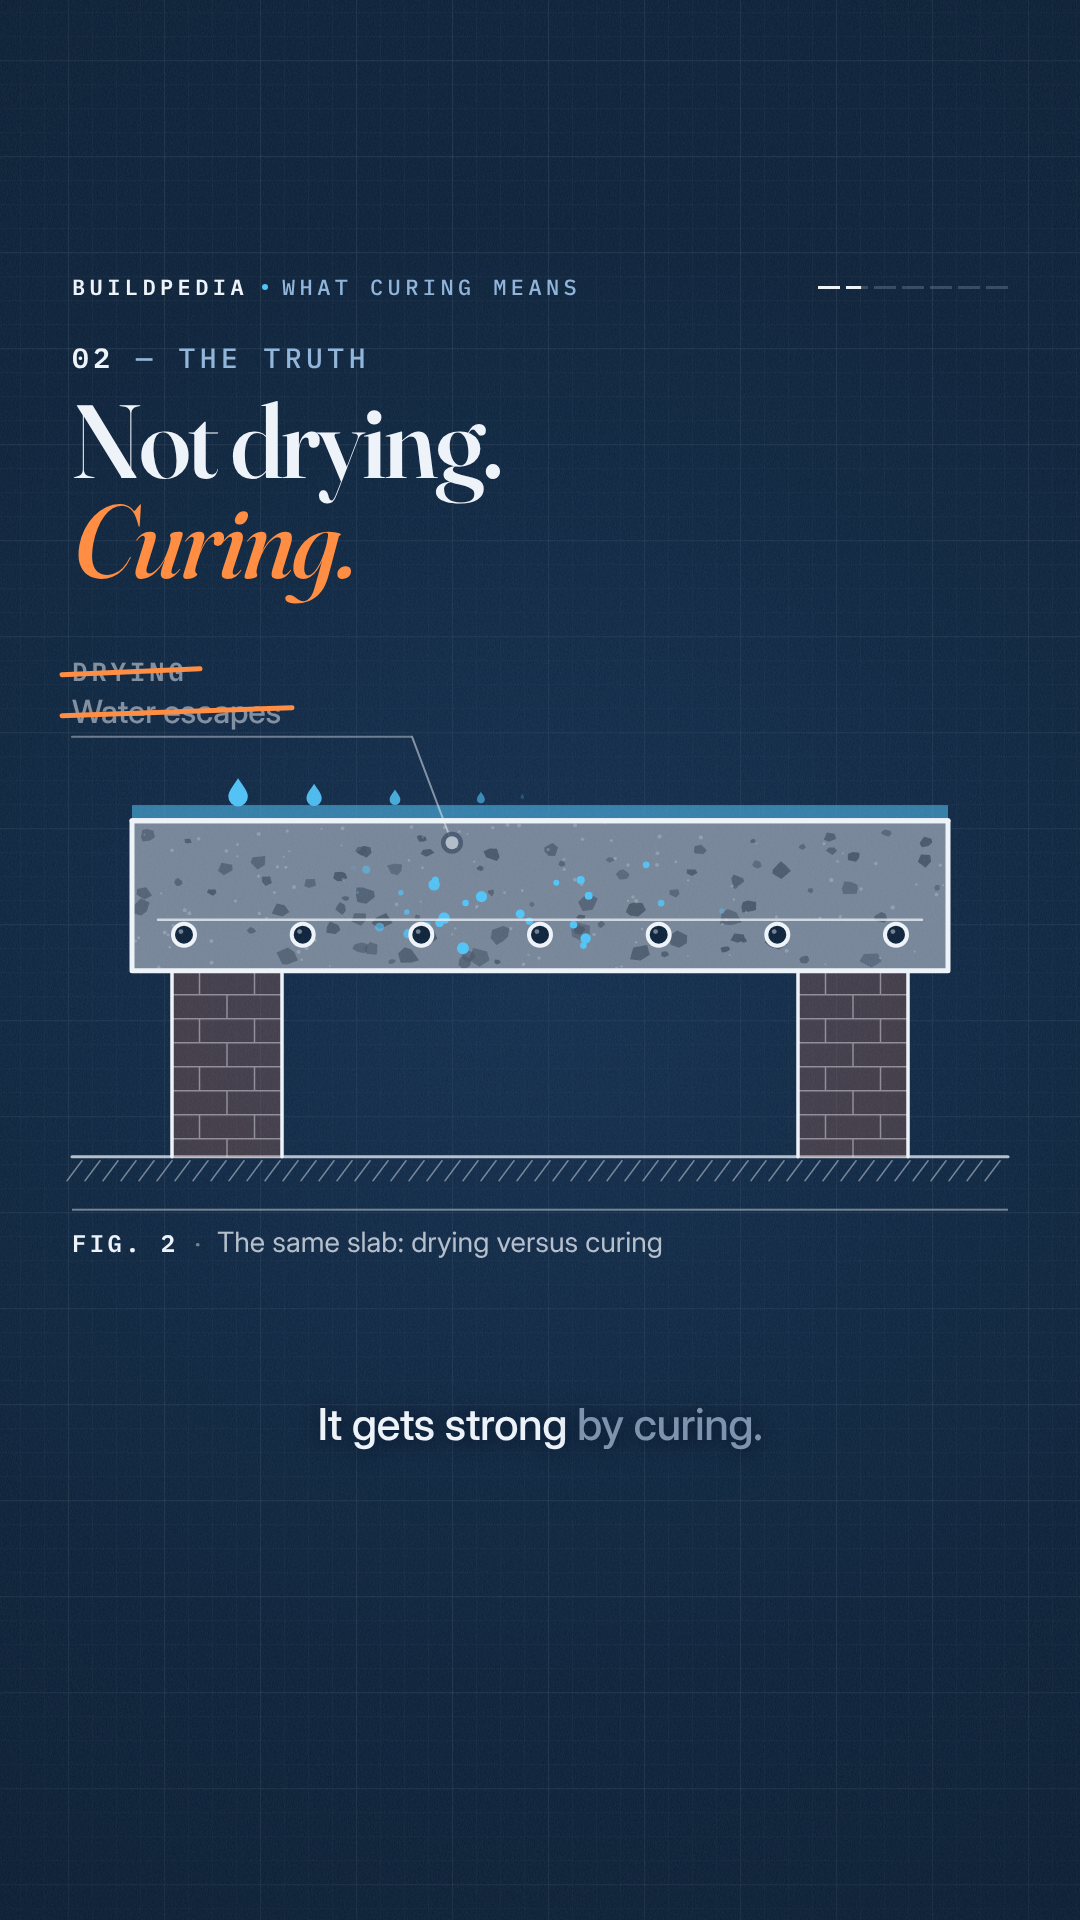 BUILDPEDIA • WHAT CURING MEANS
02 — THE TRUTH
Not drying.
Curing.
DRYING
Water escapes
FIG. 2 · The same slab: drying versus curing
It gets strong by curing.